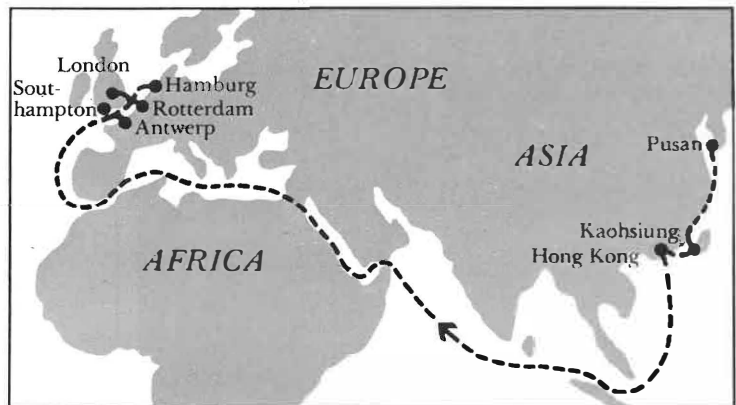 London
Hamburg
EUROPE
Sout-
hampton
Rotterdam
Antwerp
Pusan
ASIA
Kaohsiung
Hong Kong
AFRICA